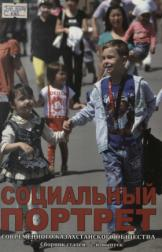 СОЦИАЛЬНЫЙ
ПОРТРЕТ
СОВРЕМЕННОГО КАЗАХСТАНСКОГО ОБЩЕСТВА
Сборник статей